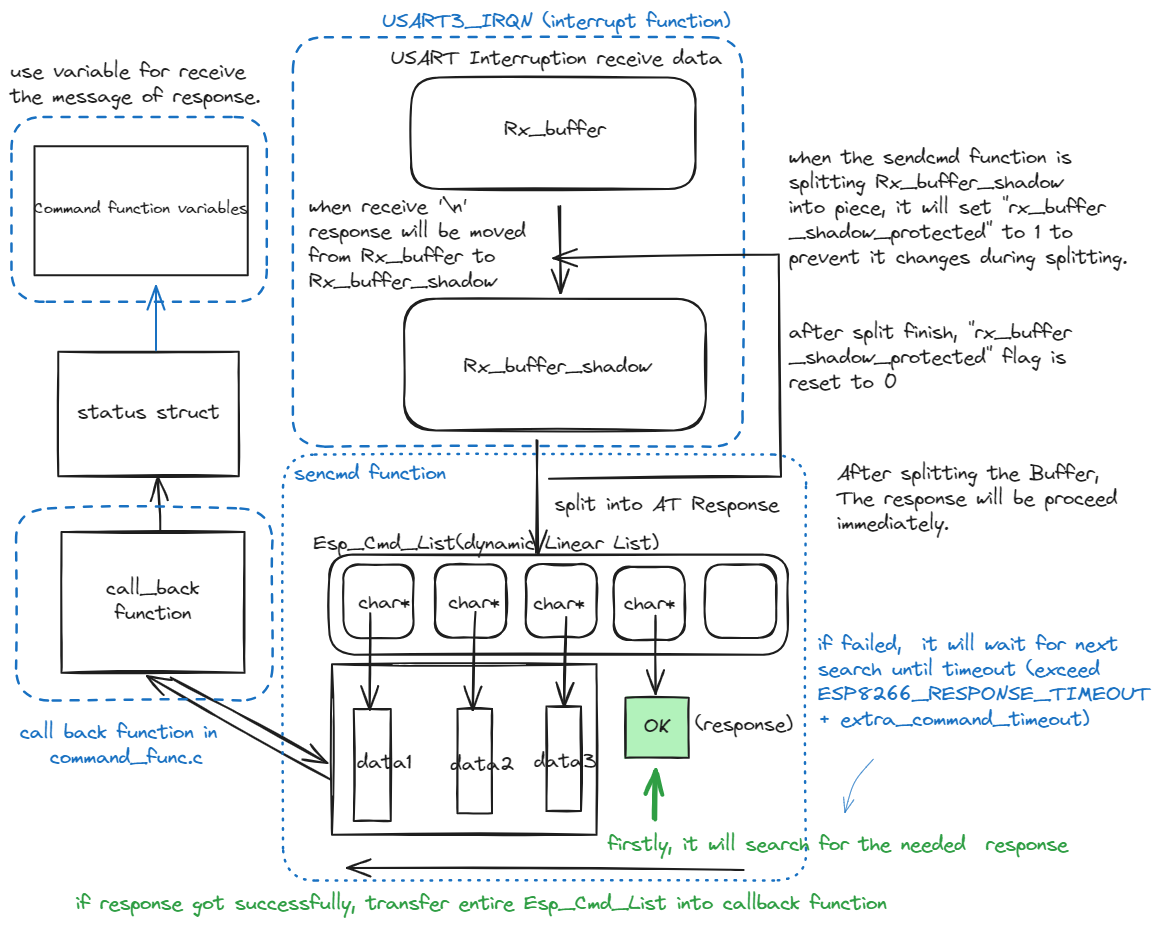 USART3_IRQN (interrupt function)
USART Interruption receive data
Rx_buffer
use variable for receive
the message of response.
Command function variables
when receive '\n'
response will be moved
from Rx_buffer to
Rx_buffer_shadow
Rx_buffer_shadow
when the sendcmd function is
splitting Rx_buffer_shadow
into piece, it will set "rx_buffer
_shadow_protected" to 1 to
prevent it changes during splitting.
after split finish, "rx_buffer
_shadow_protected" flag is
reset to 0
status struct
sencmd function
split into AT Response
After splitting the Buffer,
The response will be proceed
immediately.
Esp_Cmd_List(dynamic Linear List)
char*
char*
char*
char*
call_back
function
if failed, it will wait for next
search until timeout (exceed
ESP8266_RESPONSE_TIMEOUT
+ extra_command_timeout)
OK
(response)
call back function in
command_func.c
data1
data2
data3
firstly, it will search for the needed response
if response got successfully, transfer entire Esp_Cmd_List into callback function